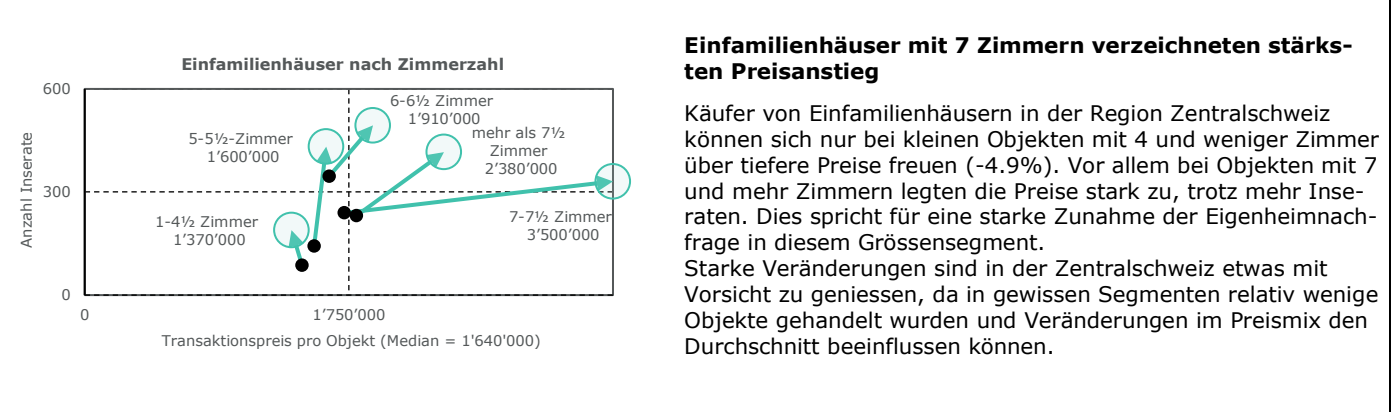 Einfamilienhäuser nach Zimmerzahl
600
300
0
Anzahl Inserate
6-6½ Zimmer
1’910’000
5-5½-Zimmer
1’600’000
mehr als 7½
Zimmer
2’380’000
1-4½ Zimmer
1’370’000
7-7½ Zimmer
3’500’000
0
1’750’000
Transaktionspreis pro Objekt (Median = 1'640'000)
Einfamilienhäuser mit 7 Zimmern verzeichneten stärks-
ten Preisanstieg
Käufer von Einfamilienhäusern in der Region Zentralschweiz
können sich nur bei kleinen Objekten mit 4 und weniger Zimmer
über tiefere Preise freuen (-4.9%). Vor allem bei Objekten mit 7
und mehr Zimmern legten die Preise stark zu, trotz mehr Inse-
raten. Dies spricht für eine starke Zunahme der Eigenheimnach-
frage in diesem Grössensegment.
Starke Veränderungen sind in der Zentralschweiz etwas mit
Vorsicht zu geniessen, da in gewissen Segmenten relativ wenige
Objekte gehandelt wurden und Veränderungen im Preismix den
Durchschnitt beeinflussen können.